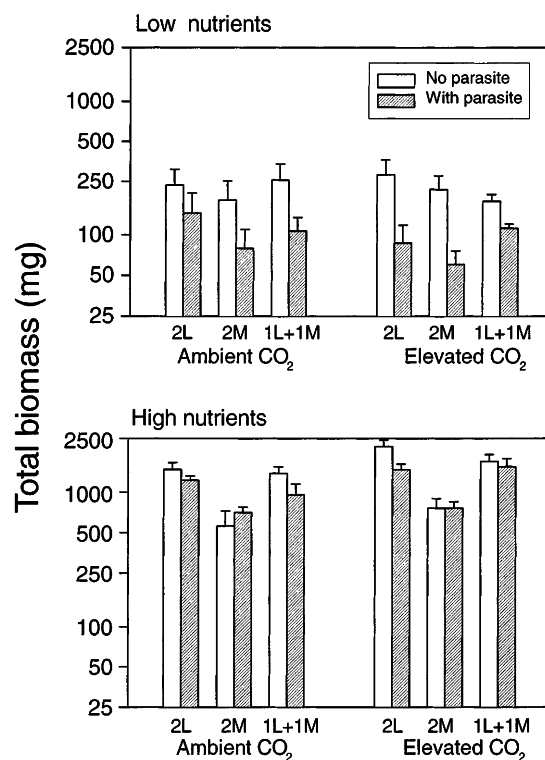 Low nutrients
2500
1000
500
250
100
50
25
No parasite
With parasite
2L 2M 1L+1M 2L 2M 1L+1M
Ambient CO₂ Elevated CO₂
Total biomass (mg)
High nutrients
2500
1000
500
250
100
50
25
2L 2M 1L+1M 2L 2M 1L+1M
Ambient CO₂ Elevated CO₂